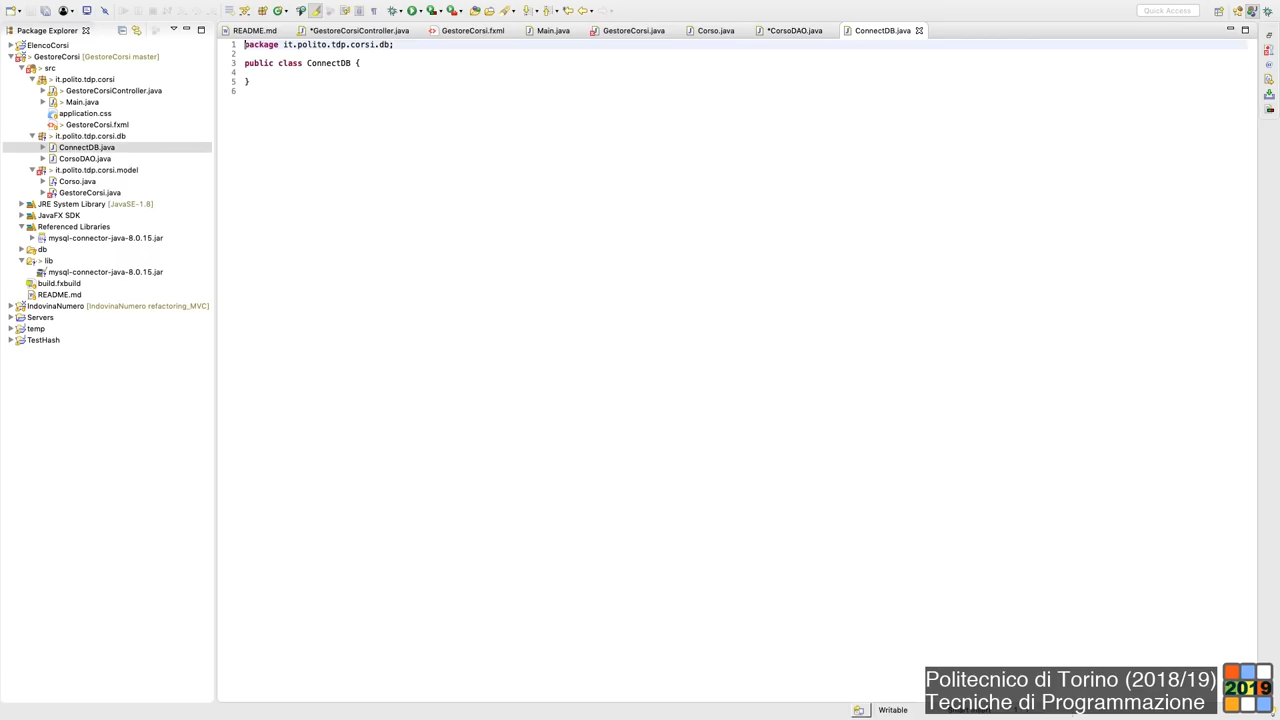 Quick Access
Package Explorer
README.md
*GestoreCorsiController.java
GestoreCorsi.fxml
Main.java
GestoreCorsi.java
Corso.java
*CorsoDAO.java
ConnectDB.java
ElencoCorsi
> GestoreCorsi [GestoreCorsi master]
> src
> it.polito.tdp.corsi
> GestoreCorsiController.java
> Main.java
application.css
> GestoreCorsi.fxml
> it.polito.tdp.corsi.db
ConnectDB.java
CorsoDAO.java
> it.polito.tdp.corsi.model
Corso.java
GestoreCorsi.java
JRE System Library [JavaSE-1.8]
JavaFX SDK
Referenced Libraries
mysql-connector-java-8.0.15.jar
db
> lib
mysql-connector-java-8.0.15.jar
build.fxbuild
README.md
IndovinaNumero [IndovinaNumero refactoring_MVC]
Servers
temp
TestHash
1 package it.polito.tdp.corsi.db;
2
3 public class ConnectDB {
4
5 }
6
Politecnico di Torino (2018/19)
Tecniche di Programmazione
2019
Writable